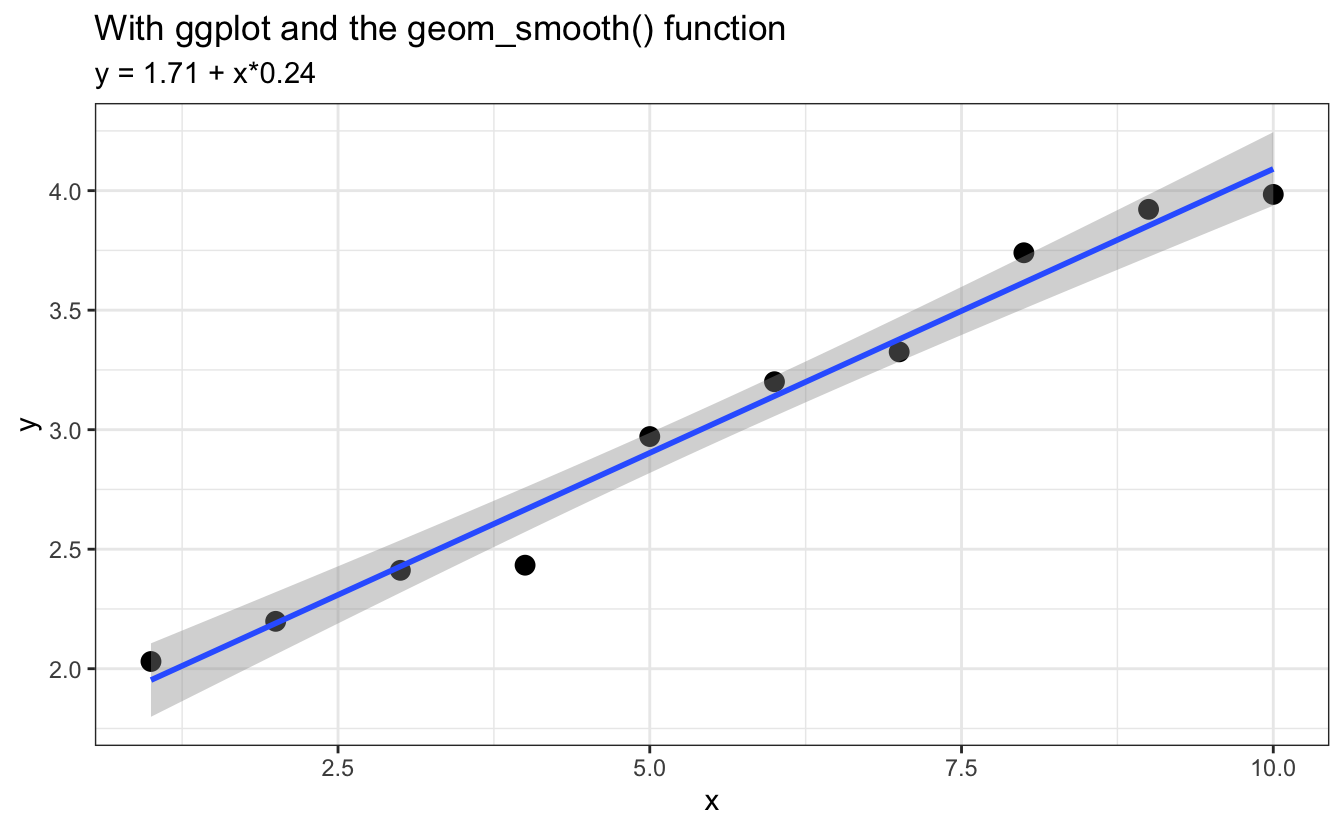 With ggplot and the geom_smooth() function
y = 1.71 + x*0.24
4.0
3.5
3.0
2.5
2.0
y
2.5 5.0 7.5 10.0
x